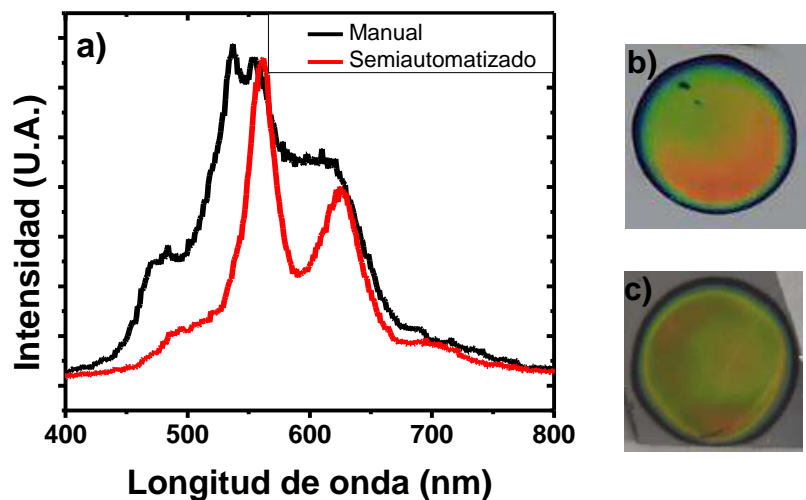 a)
Manual
Semiautomatizado
Intensidad (U.A.)
400
500
600
700
800
Longitud de onda (nm)
b)
c)